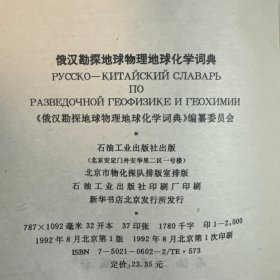 俄汉勘探地球物理地球化学词典
РУССКО—КИТАЙСКИЙ СЛАВАРЬ
ПО
РАЗВЕДОЧНОЙ ГЕОФИЗИКЕ И ГЕОХИМИИ
《俄汉勘探地球物理地球化学词典》编纂委员会
石油工业出版社出版
(北京安定门外安华里二区一号楼)
北京市物化探队排版室排版
石油工业出版社印刷厂印刷
新华书店北京发行所发行
787×1092毫米 32开本 37印张 1780千字 印1-2,000
1992年8月北京第1版 1992年8月北京第1次印刷
ISBN 7-5021-0602-2/TE·573
定价:23.35元